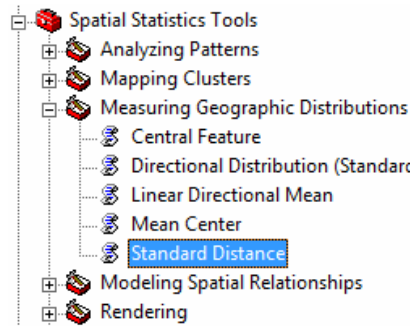 Spatial Statistics Tools
Analyzing Patterns
Mapping Clusters
Measuring Geographic Distributions
Central Feature
Directional Distribution (Standard
Linear Directional Mean
Mean Center
Standard Distance
Modeling Spatial Relationships
Rendering